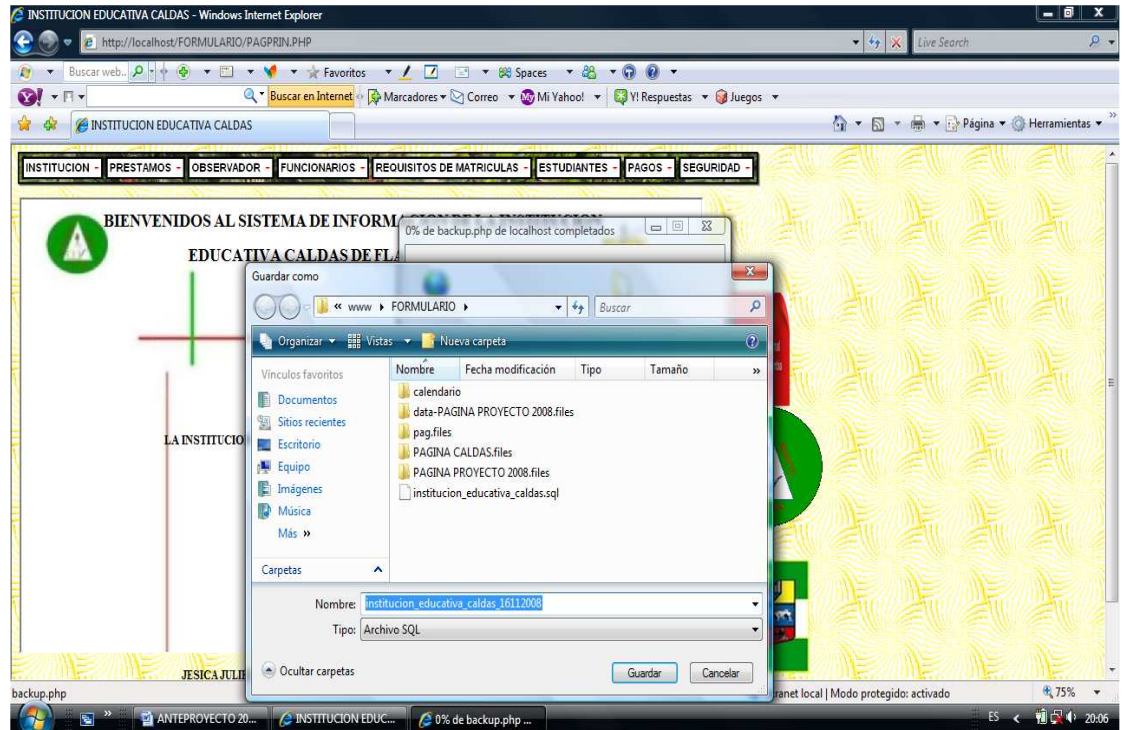 INSTITUCION EDUCATIVA CALDAS - Windows Internet Explorer
http://localhost/FORMULARIO/PAGPRIN.PHP
Live Search
Buscar web..
Favoritos
Spaces
Buscar en Internet
Marcadores
Correo
Mi Yahoo!
Y! Respuestas
Juegos
INSTITUCION EDUCATIVA CALDAS
Página
Herramientas
INSTITUCION - PRESTAMOS - OBSERVADOR - FUNCIONARIOS - REQUISITOS DE MATRICULAS - ESTUDIANTES - PAGOS - SEGURIDAD -
BIENVENIDOS AL SISTEMA DE INFORMACION DE LA INSTITUCION
EDUCATIVA CALDAS DE FLA
0% de backup.php de localhost completados
Guardar como
« www FORMULARIO
Buscar
Organizar Vistas Nueva carpeta
Vínculos favoritos
Documentos
Sitios recientes
Escritorio
Equipo
Imágenes
Música
Más »
Carpetas
Nombre Fecha modificación Tipo Tamaño »
calendario
data-PAGINA PROYECTO 2008.files
pag.files
PAGINA CALDAS.files
PAGINA PROYECTO 2008.files
institucion_educativa_caldas.sql
LA INSTITUCIO
Nombre: institucion_educativa_caldas_16112008
Tipo: Archivo SQL
Ocultar carpetas
Guardar Cancelar
JESICA JULIE
backup.php
ranet local | Modo protegido: activado
75%
ANTEPROYECTO 20...
INSTITUCION EDUC...
0% de backup.php ...
ES
20:06